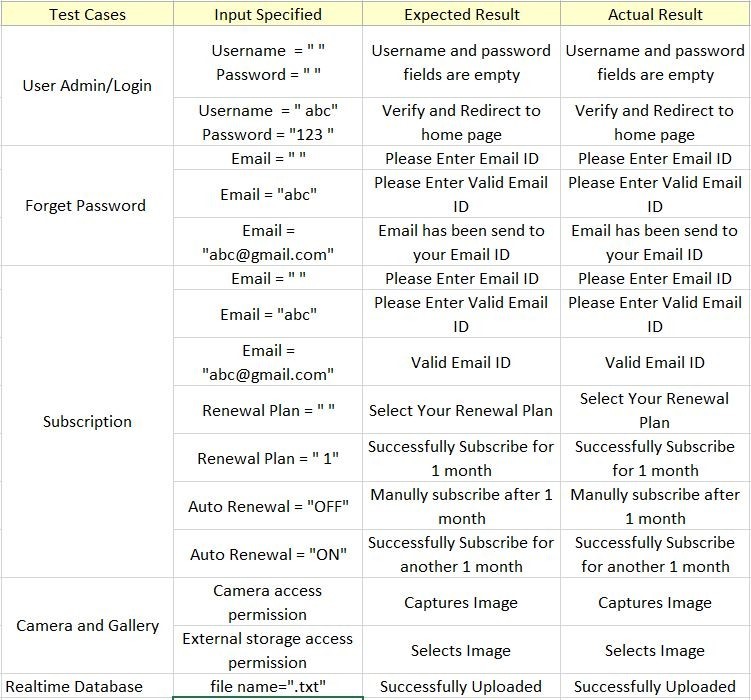 Test Cases Input Specified Expected Result Actual Result
User Admin/Login
Username = " "
Password = " "
Username and password
fields are empty
Username and password
fields are empty
Username = " abc"
Password = "123 "
Verify and Redirect to
home page
Verify and Redirect to
home page
Forget Password
Email = " "
Please Enter Email ID
Please Enter Email ID
Email = "abc"
Please Enter Valid Email
ID
Please Enter Valid Email
ID
Email =
"abc@gmail.com"
Email has been send to
your Email ID
Email has been send to
your Email ID
Subscription
Email = " "
Please Enter Email ID
Please Enter Email ID
Email = "abc"
Please Enter Valid Email
ID
Please Enter Valid Email
ID
Email =
"abc@gmail.com"
Valid Email ID
Valid Email ID
Renewal Plan = " "
Select Your Renewal Plan
Select Your Renewal
Plan
Renewal Plan = " 1"
Successfully Subscribe for
1 month
Successfully Subscribe
for 1 month
Auto Renewal = "OFF"
Manully subscribe after 1
month
Manully subscribe after
1 month
Auto Renewal = "ON"
Successfully Subscribe for
another 1 month
Successfully Subscribe
for another 1 month
Camera and Gallery
Camera access
permission
Captures Image
Captures Image
External storage access
permission
Selects Image
Selects Image
Realtime Database
file name=".txt"
Successfully Uploaded
Successfully Uploaded